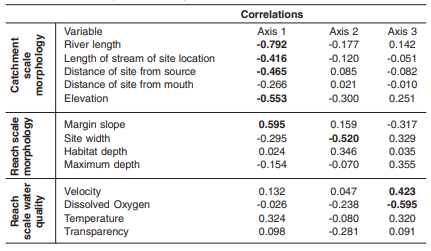 Correlations
Variable Axis 1 Axis 2 Axis 3
Catchment scale morphology
River length -0.792 -0.177 0.142
Length of stream of site location -0.416 -0.120 -0.051
Distance of site from source -0.465 0.085 -0.082
Distance of site from mouth -0.266 0.021 -0.010
Elevation -0.553 -0.300 0.251
Reach scale morphology
Margin slope 0.595 0.159 -0.317
Site width -0.295 -0.520 0.329
Habitat depth 0.024 0.346 0.035
Maximum depth -0.154 -0.070 0.355
Reach scale water quality
Velocity 0.132 0.047 0.423
Dissolved Oxygen -0.026 -0.238 -0.595
Temperature 0.324 -0.080 0.320
Transparency 0.098 -0.281 0.091